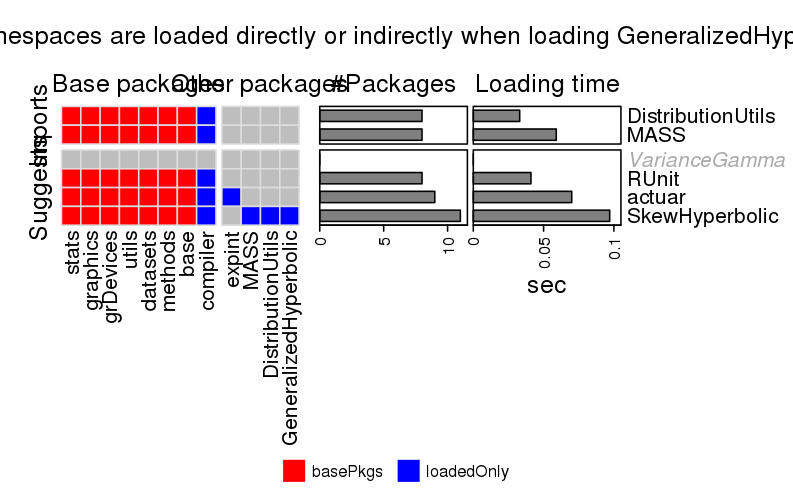 nespaces are loaded directly or indirectly when loading GeneralizedHyp
Base packages
Other packages
#Packages
Loading time
Imports
Suggests
DistributionUtils
MASS
VarianceGamma
RUnit
actuar
SkewHyperbolic
stats
graphics
grDevices
utils
datasets
methods
base
compiler
expint
MASS
DistributionUtils
GeneralizedHyperbolic
0
5
10
0
0.05
0.1
sec
basePkgs
loadedOnly